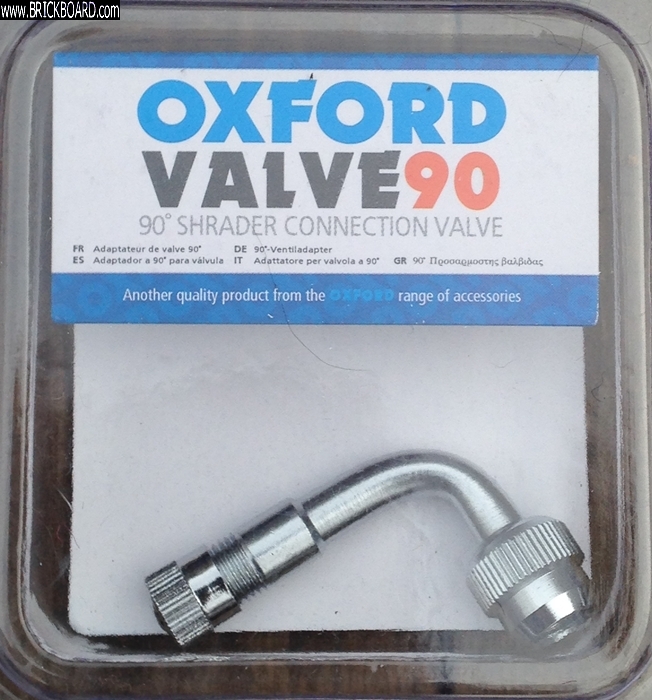 www.BRICKBOARD.com
OXFORD
VALVE90
90° SHRADER CONNECTION VALVE
FR Adaptateur de valve 90° DE 90°-Ventiladapter
ES Adaptador a 90° para válvula IT Adattatore per valvola a 90° GR 90° Προσαρμοστης βαλβιδας
Another quality product from the OXFORD range of accessories